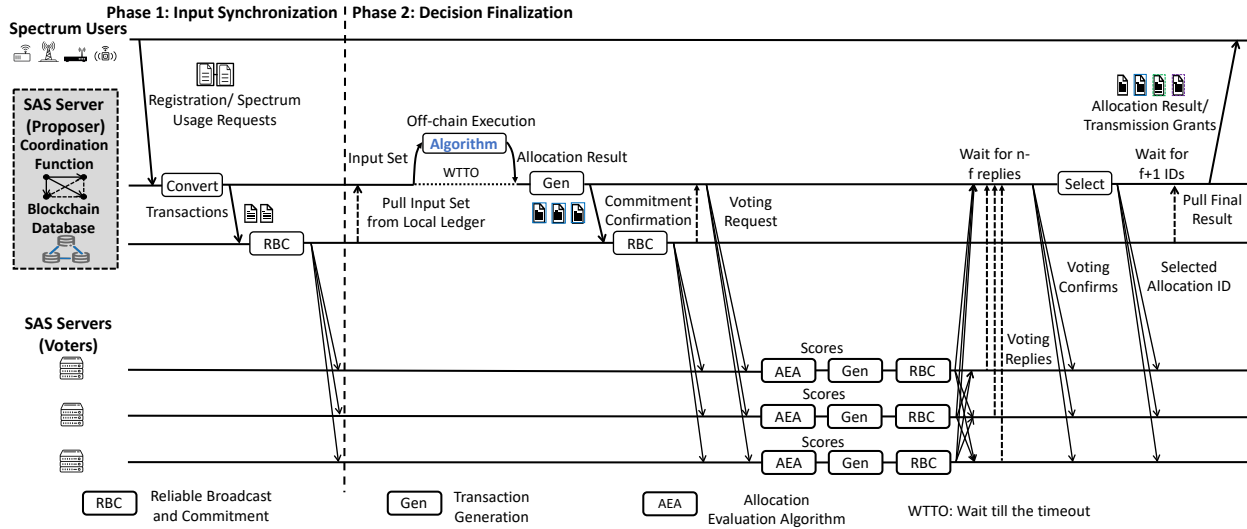 Phase 1: Input Synchronization
Phase 2: Decision Finalization
Spectrum Users
SAS Server
(Proposer)
Coordination
Function
Blockchain
Database
Registration/ Spectrum
Usage Requests
Convert
Transactions
RBC
Input Set
Off-chain Execution
Algorithm
WTTO
Pull Input Set
from Local Ledger
Allocation Result
Gen
RBC
Commitment
Confirmation
Voting
Request
Wait for n-
f replies
Select
Allocation Result/
Transmission Grants
Wait for
f+1 IDs
Pull Final
Result
Voting
Confirms
Selected
Allocation ID
Voting
Replies
SAS Servers
(Voters)
Scores
AEA
Gen
RBC
Scores
AEA
Gen
RBC
Scores
AEA
Gen
RBC
RBC
Reliable Broadcast
and Commitment
Gen
Transaction
Generation
AEA
Allocation
Evaluation Algorithm
WTTO: Wait till the timeout